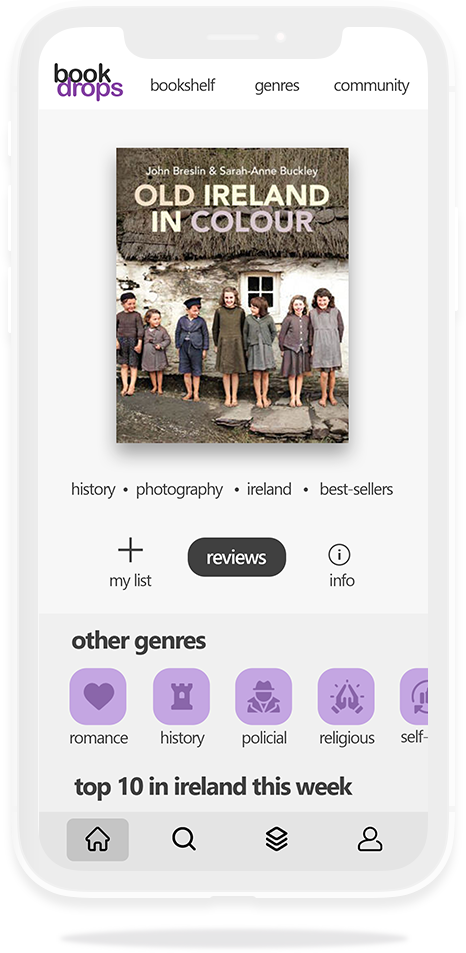 book
drops
bookshelf genres community
John Breslin & Sarah-Anne Buckley
OLD IRELAND
IN COLOUR
history • photography • ireland • best-sellers
my list reviews info
other genres
romance history policial religious self-
top 10 in ireland this week